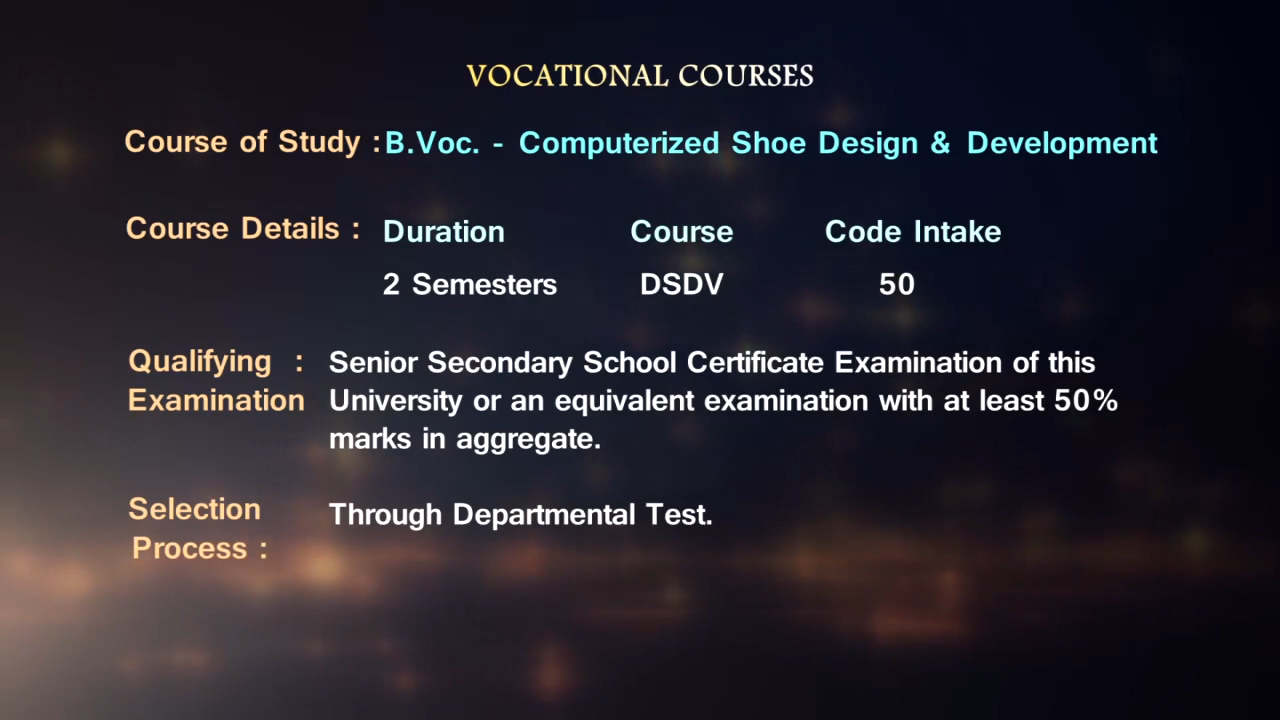 VOCATIONAL COURSES
Course of Study : B.Voc. - Computerized Shoe Design & Development
Course Details : Duration Course Code Intake
2 Semesters DSDV 50
Qualifying : Senior Secondary School Certificate Examination of this
Examination University or an equivalent examination with at least 50%
marks in aggregate.
Selection Through Departmental Test.
Process :